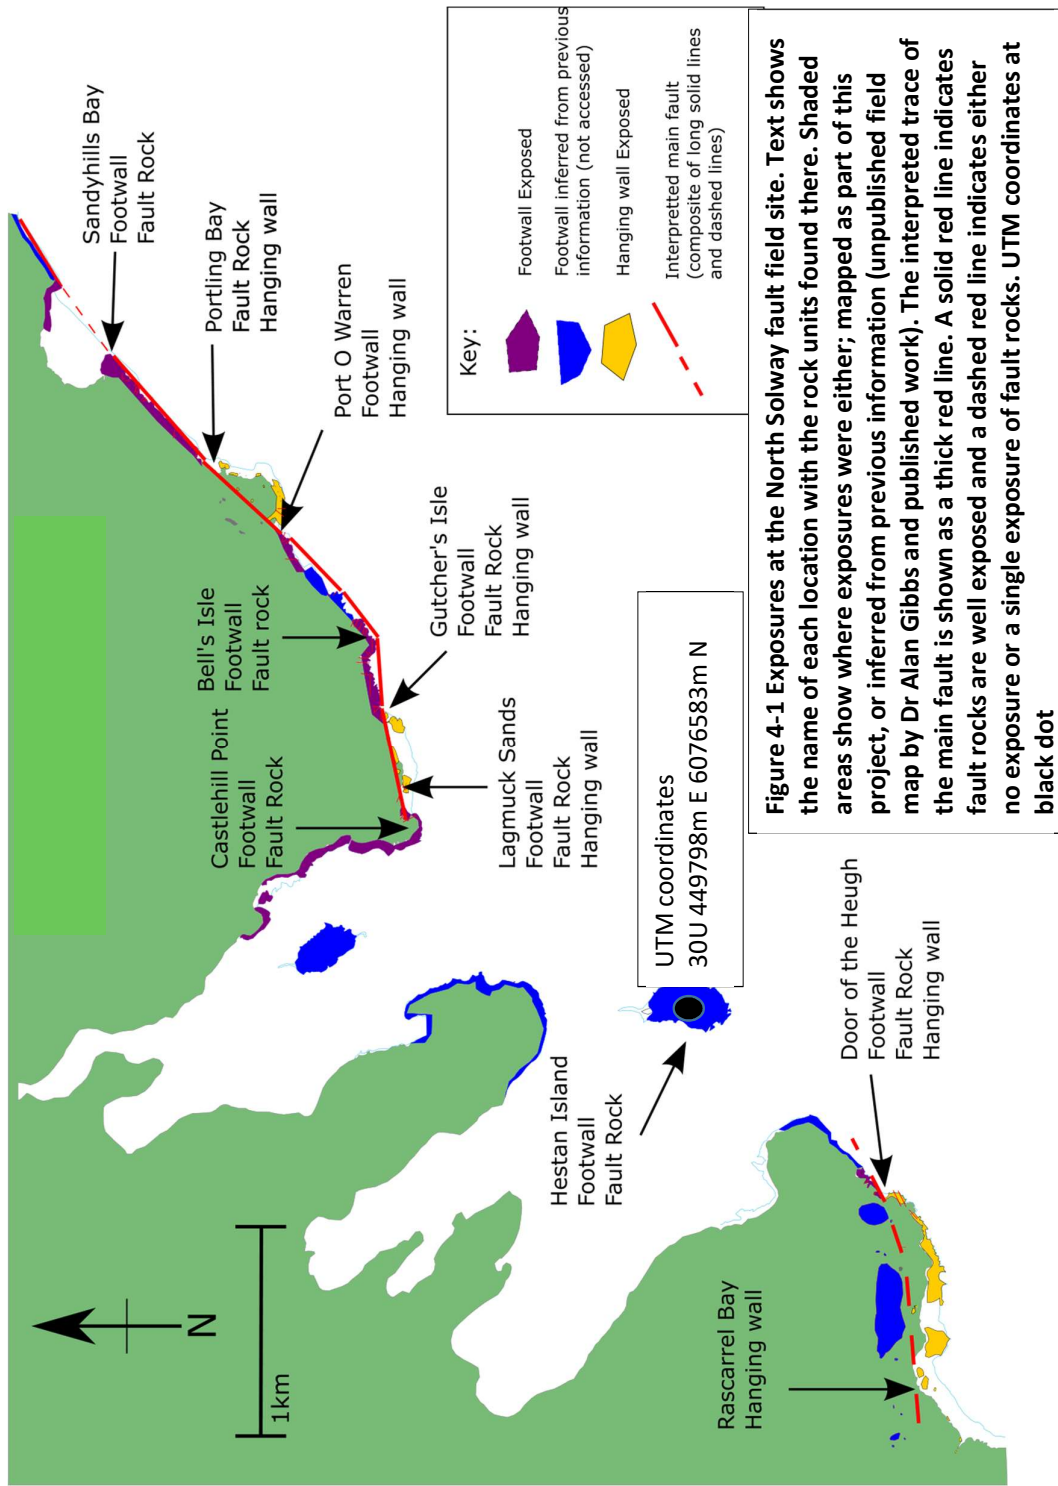 Sandyhills Bay
Footwall
Fault Rock
Portling Bay
Fault Rock
Hanging wall
Port O Warren
Footwall
Hanging wall
Bell's Isle
Footwall
Fault rock
Gutcher's Isle
Footwall
Fault Rock
Hanging wall
Castlehill Point
Footwall
Fault Rock
Lagmuck Sands
Footwall
Fault Rock
Hanging wall
Hestan Island
Footwall
Fault Rock
UTM coordinates
30U 449798m E 6076583m N
Door of the Heugh
Footwall
Fault Rock
Hanging wall
Rascarrel Bay
Hanging wall
N
1km
Key:
Footwall Exposed
Footwall inferred from previous
information (not accessed)
Hanging wall Exposed
Interpretted main fault
(composite of long solid lines
and dashed lines)
Figure 4-1 Exposures at the North Solway fault field site. Text shows
the name of each location with the rock units found there. Shaded
areas show where exposures were either; mapped as part of this
project, or inferred from previous information (unpublished field
map by Dr Alan Gibbs and published work). The interpreted trace of
the main fault is shown as a thick red line. A solid red line indicates
fault rocks are well exposed and a dashed red line indicates either
no exposure or a single exposure of fault rocks. UTM coordinates at
black dot